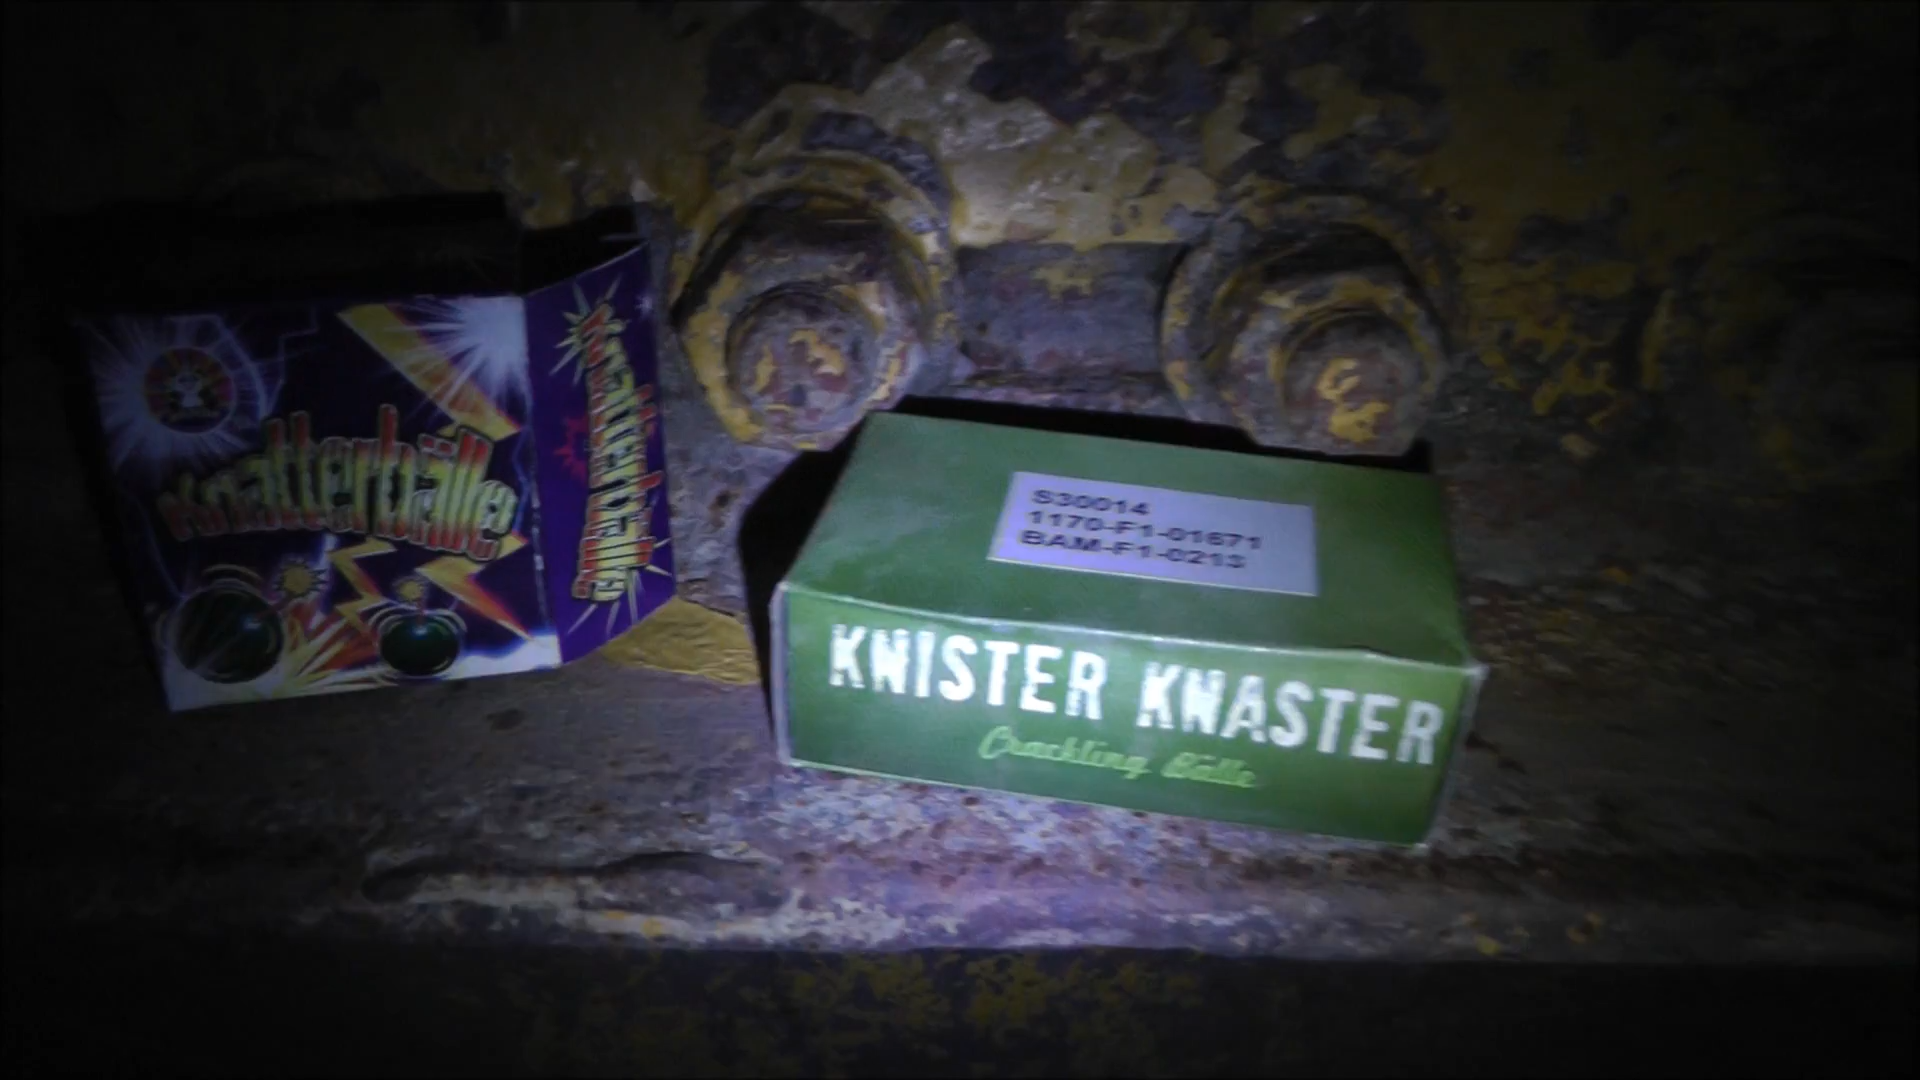 Knatterbälle
Knatterbälle
S30014
1170-F1-01671
BAM-F1-0213
KNISTER KNASTER
Crackling Bälle